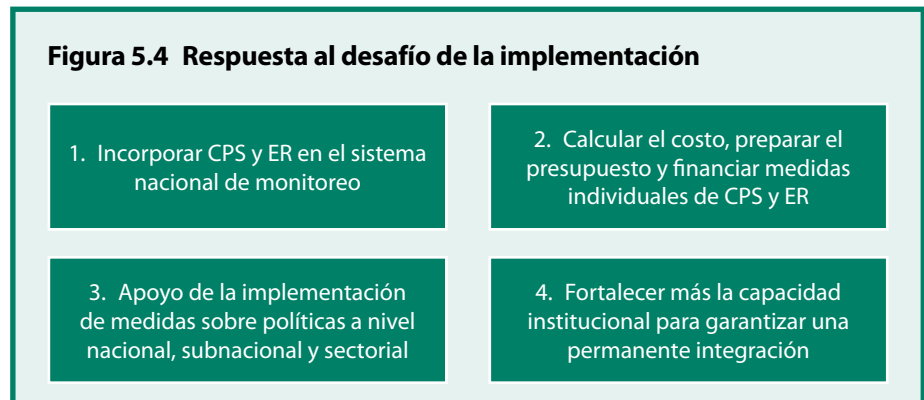 Figura 5.4 Respuesta al desafío de la implementación
1. Incorporar CPS y ER en el sistema
nacional de monitoreo
2. Calcular el costo, preparar el
presupuesto y financiar medidas
individuales de CPS y ER
3. Apoyo de la implementación
de medidas sobre políticas a nivel
nacional, subnacional y sectorial
4. Fortalecer más la capacidad
institucional para garantizar una
permanente integración